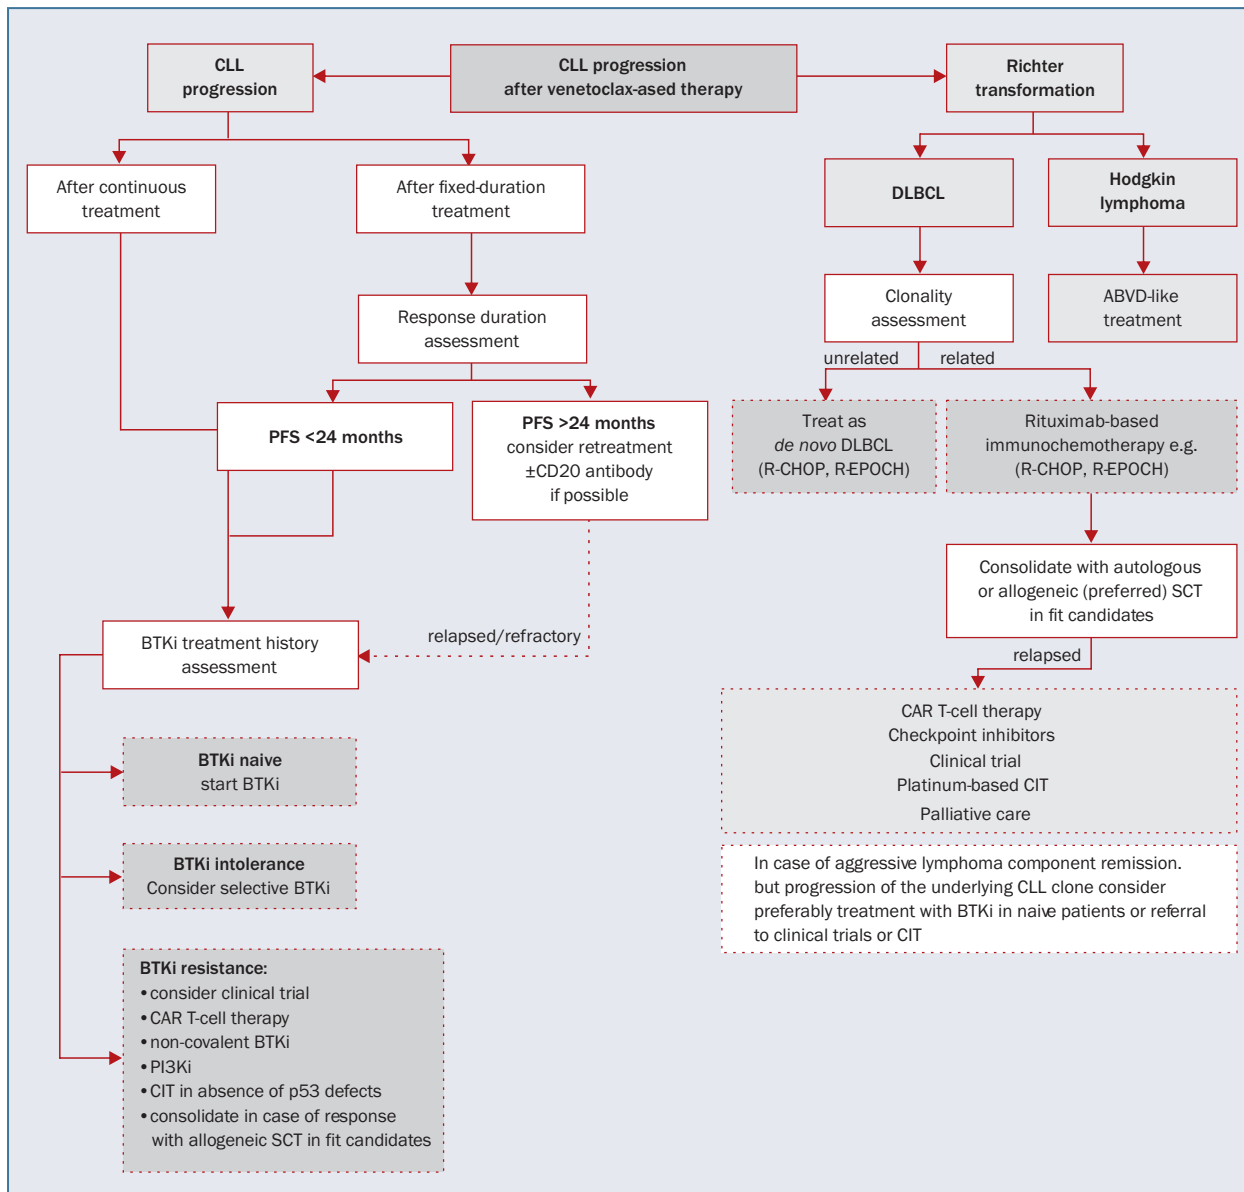 CLL
progression
CLL progression
after venetoclax-ased therapy
Richter
transformation
After continuous
treatment
After fixed-duration
treatment
DLBCL
Hodgkin
lymphoma
Response duration
assessment
Clonality
assessment
ABVD-like
treatment
unrelated
related
PFS <24 months
PFS >24 months
consider retreatment
±CD20 antibody
if possible
Treat as
de novo DLBCL
(R-CHOP, R-EPOCH)
Rituximab-based
immunochemotherapy e.g.
(R-CHOP, R-EPOCH)
Consolidate with autologous
or allogeneic (preferred) SCT
in fit candidates
BTKi treatment history
assessment
relapsed/refractory
relapsed
CAR T-cell therapy
Checkpoint inhibitors
Clinical trial
Platinum-based CIT
Palliative care
BTKi naive
start BTKi
BTKi intolerance
Consider selective BTKi
In case of aggressive lymphoma component remission.
but progression of the underlying CLL clone consider
preferably treatment with BTKi in naive patients or referral
to clinical trials or CIT
BTKi resistance:
•consider clinical trial
•CAR T-cell therapy
•non-covalent BTKi
•PI3Ki
•CIT in absence of p53 defects
•consolidate in case of response
with allogeneic SCT in fit candidates